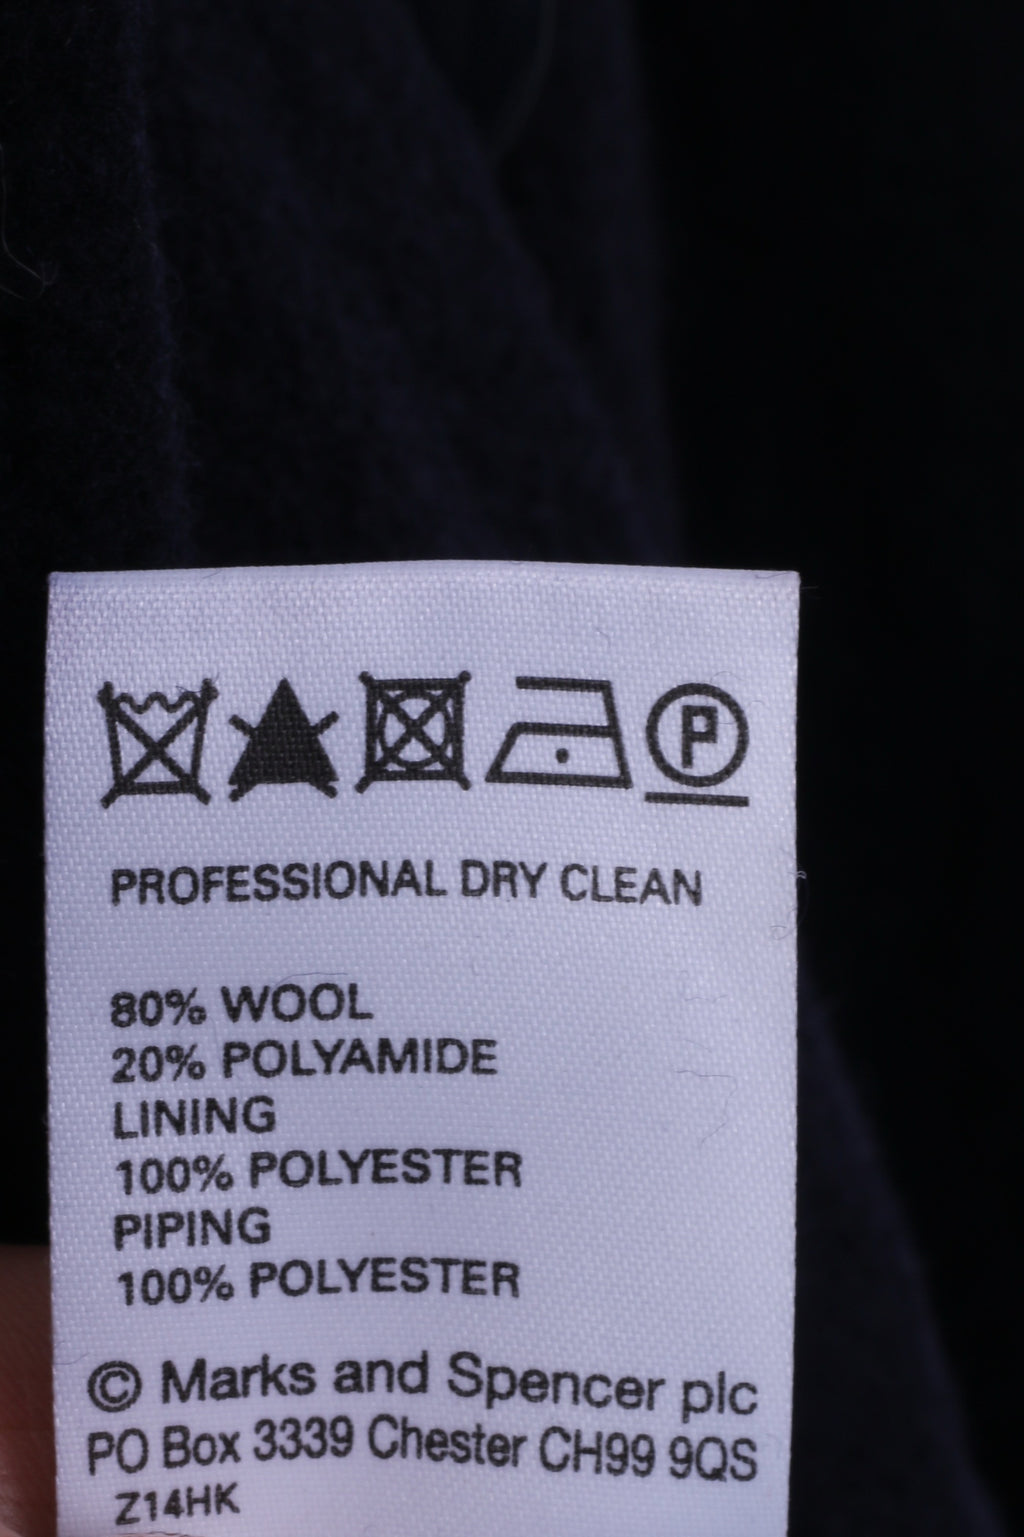 P
PROFESSIONAL DRY CLEAN
80% WOOL
20% POLYAMIDE
LINING
100% POLYESTER
PIPING
100% POLYESTER
© Marks and Spencer plc
PO Box 3339 Chester CH99 9QS
Z14HK